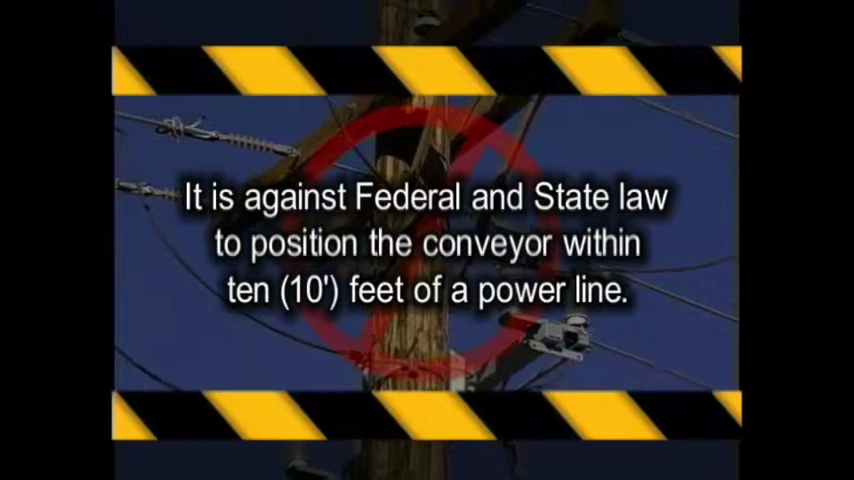 It is against Federal and State law
to position the conveyor within
ten (10') feet of a power line.